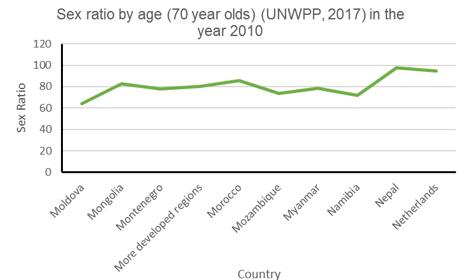 Sex ratio by age (70 year olds) (UNWPP, 2017) in the
year 2010
120
100
80
60
40
20
0
Sex Ratio
Moldova
Mongolia
Montenegro
More developed regions
Morocco
Mozambique
Myanmar
Namibia
Nepal
Netherlands
Country